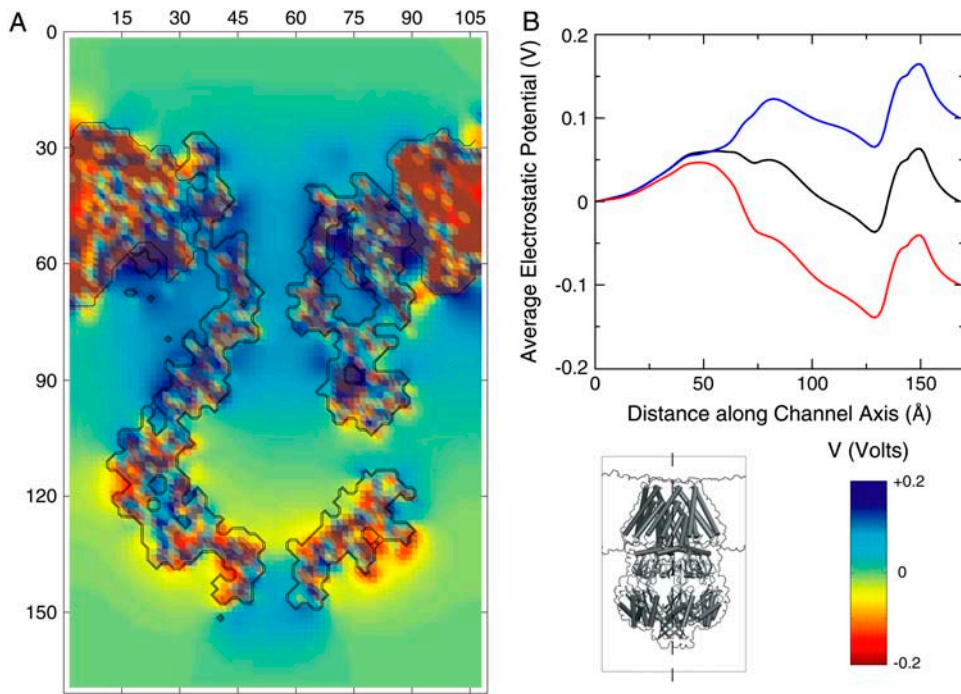 A
15 30 45 60 75 90 105
0
30
60
90
120
150
B
0.2
0.1
0
-0.1
-0.2
Average Electrostatic Potential (V)
0 50 100 150
Distance along Channel Axis (Å)
V (Volts)
+0.2
0
-0.2